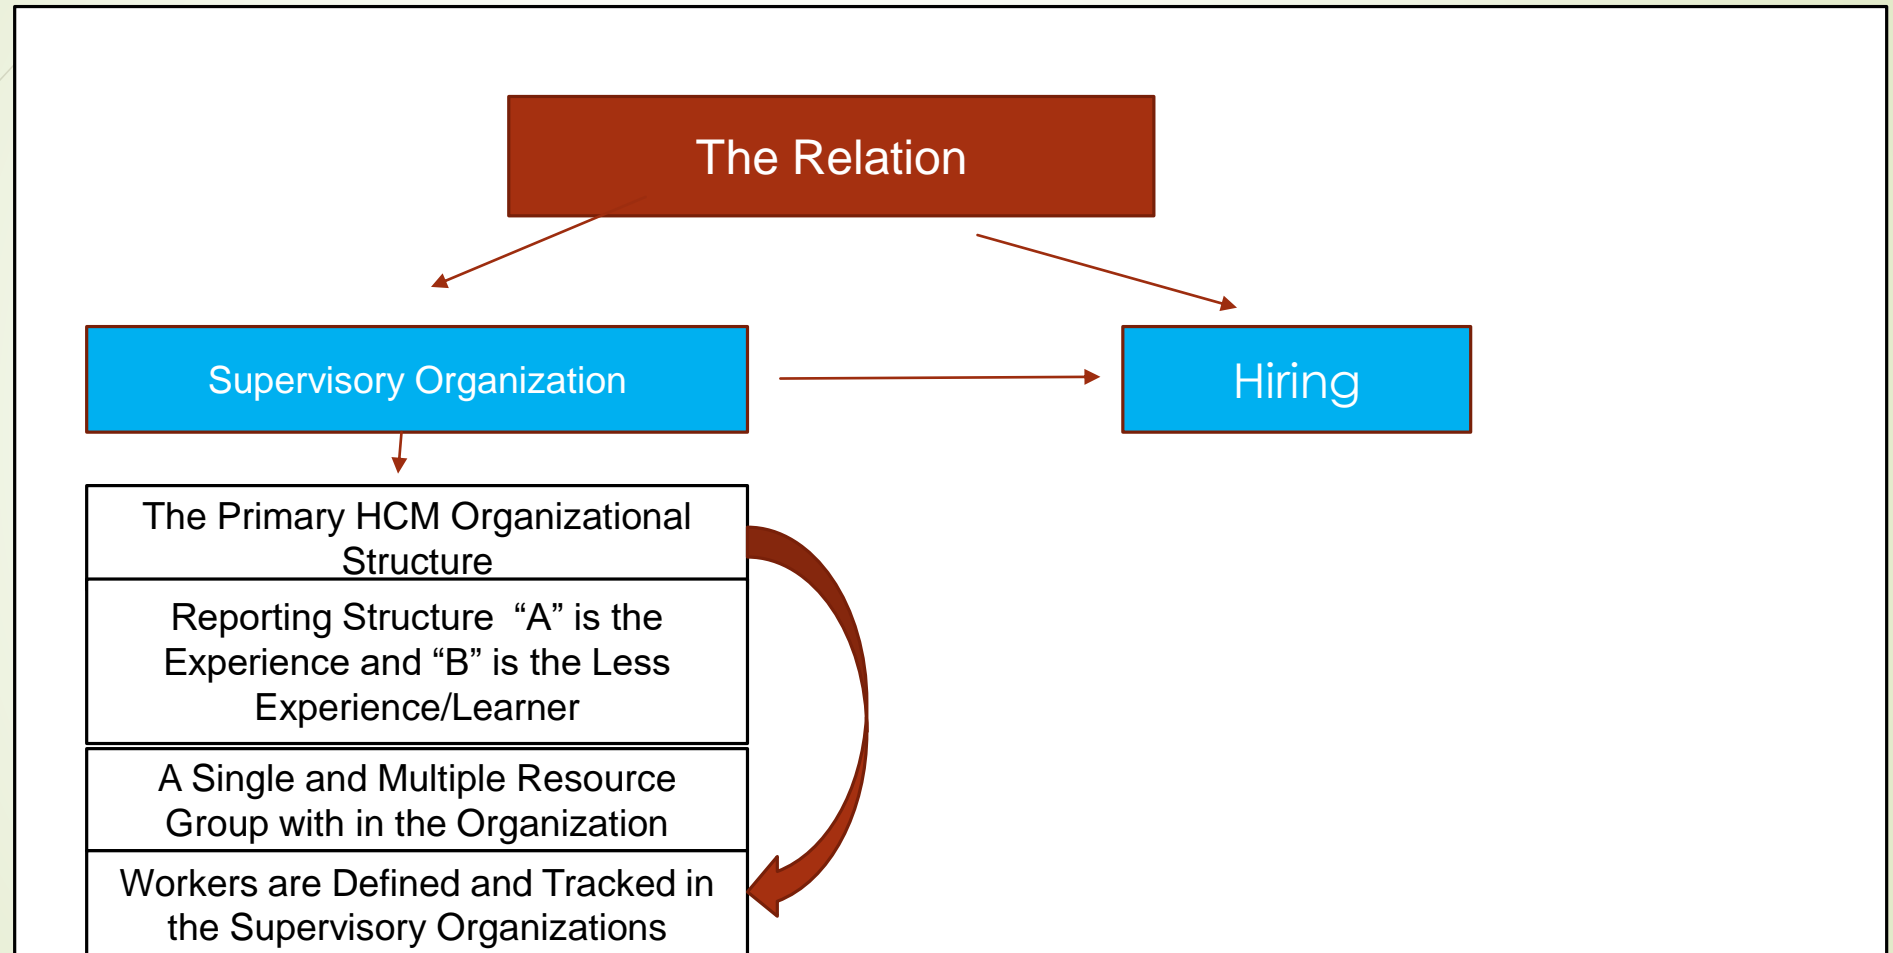 The Relation
Supervisory Organization
Hiring
The Primary HCM Organizational
Structure
Reporting Structure  “A” is the
Experience and “B” is the Less
Experience/Learner
A Single and Multiple Resource
Group with in the Organization
Workers are Defined and Tracked in
the Supervisory Organizations